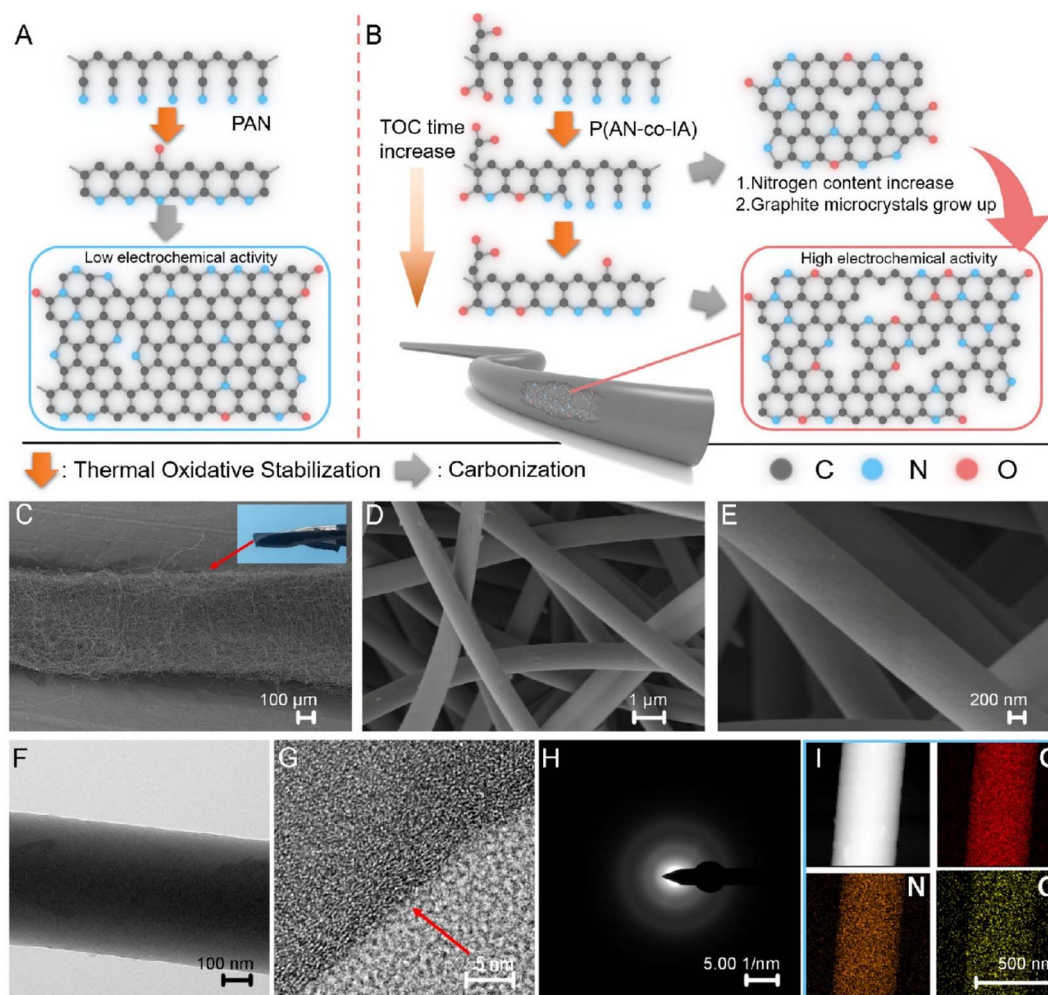 A
PAN
Low electrochemical activity
B
TOC time
increase
P(AN-co-IA)
1.Nitrogen content increase
2.Graphite microcrystals grow up
High electrochemical activity
: Thermal Oxidative Stabilization
: Carbonization
C
N
O
C
100 µm
D
1 µm
E
200 nm
F
100 nm
G
5 nm
H
5.00 1/nm
I
N
500 nm